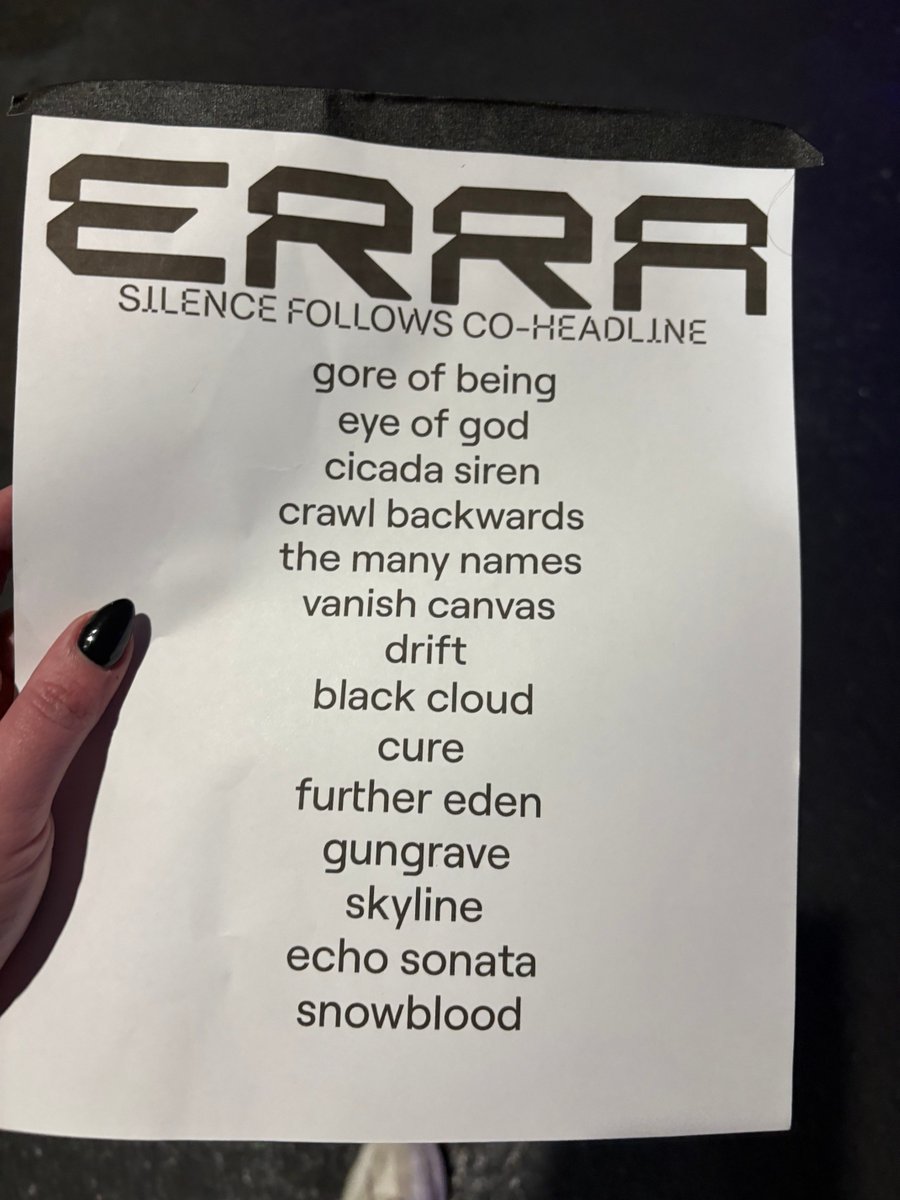 ERRA
SILENCE FOLLOWS CO-HEADLINE
gore of being
eye of god
cicada siren
crawl backwards
the many names
vanish canvas
drift
black cloud
cure
further eden
gungrave
skyline
echo sonata
snowblood